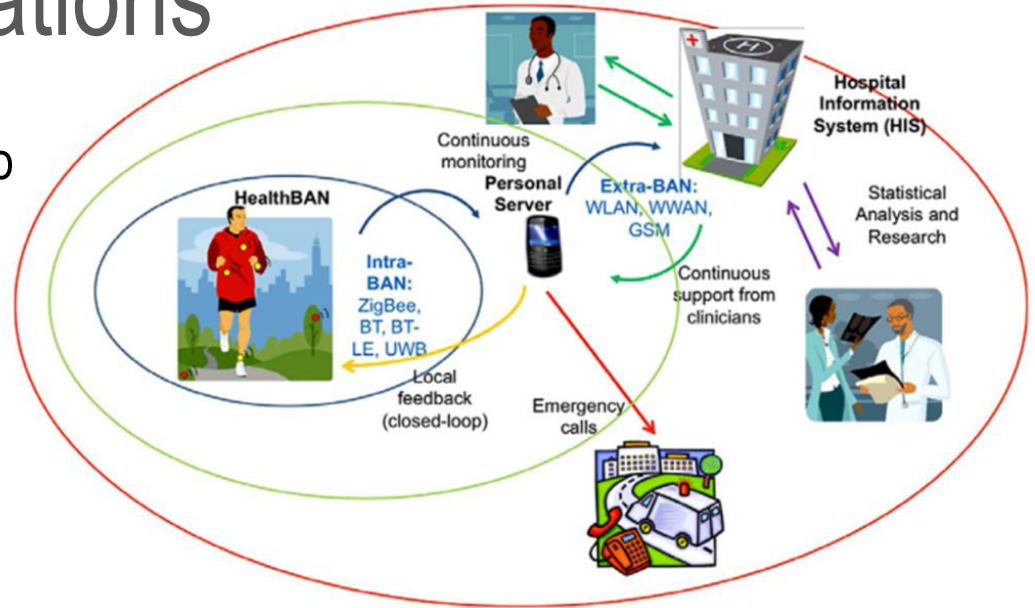 ations
o
Hospital
Information
System (HIS)
Continuous
monitoring
Personal
Server
HealthBAN
Extra-BAN:
WLAN, WWAN,
GSM
Statistical
Analysis and
Research
Intra-
BAN:
ZigBee,
BT, BT-
LE, UWB
Continuous
support from
clinicians
Local
feedback
(closed-loop)
Emergency
calls
H